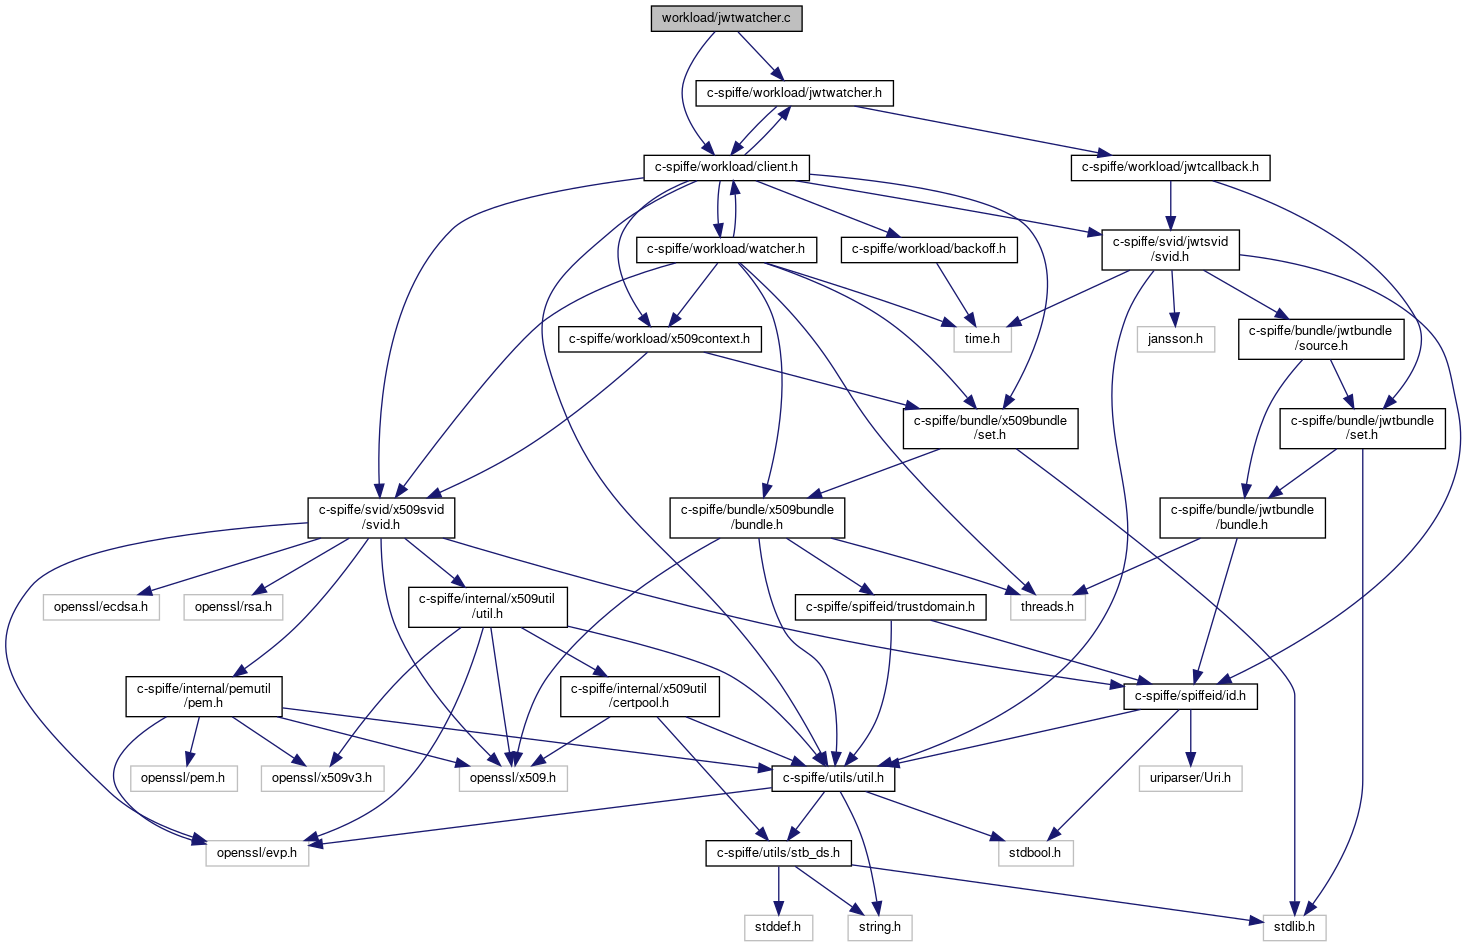 workload/jwtwatcher.c
c-spiffe/workload/jwtwatcher.h
c-spiffe/workload/client.h
c-spiffe/workload/jwtcallback.h
c-spiffe/workload/watcher.h
c-spiffe/workload/backoff.h
c-spiffe/svid/jwtsvid
/svid.h
c-spiffe/workload/x509context.h
time.h
jansson.h
c-spiffe/bundle/jwtbundle
/source.h
c-spiffe/bundle/x509bundle
/set.h
c-spiffe/bundle/jwtbundle
/set.h
c-spiffe/svid/x509svid
/svid.h
c-spiffe/bundle/x509bundle
/bundle.h
c-spiffe/bundle/jwtbundle
/bundle.h
openssl/ecdsa.h
openssl/rsa.h
c-spiffe/internal/x509util
/util.h
c-spiffe/spiffeid/trustdomain.h
threads.h
c-spiffe/internal/pemutil
/pem.h
c-spiffe/internal/x509util
/certpool.h
c-spiffe/spiffeid/id.h
openssl/pem.h
openssl/x509v3.h
openssl/x509.h
c-spiffe/utils/util.h
uriparser/Uri.h
openssl/evp.h
c-spiffe/utils/stb_ds.h
stdbool.h
stddef.h
string.h
stdlib.h